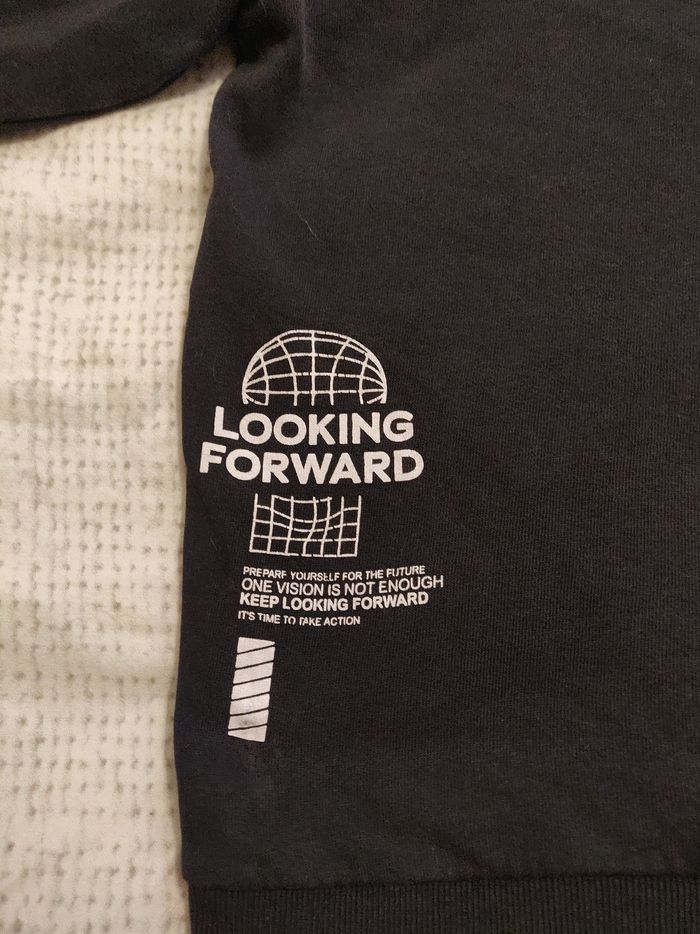 LOOKING
FORWARD
PREPARE YOURSELF FOR THE FUTURE
ONE VISION IS NOT ENOUGH
KEEP LOOKING FORWARD
IT'S TIME TO TAKE ACTION